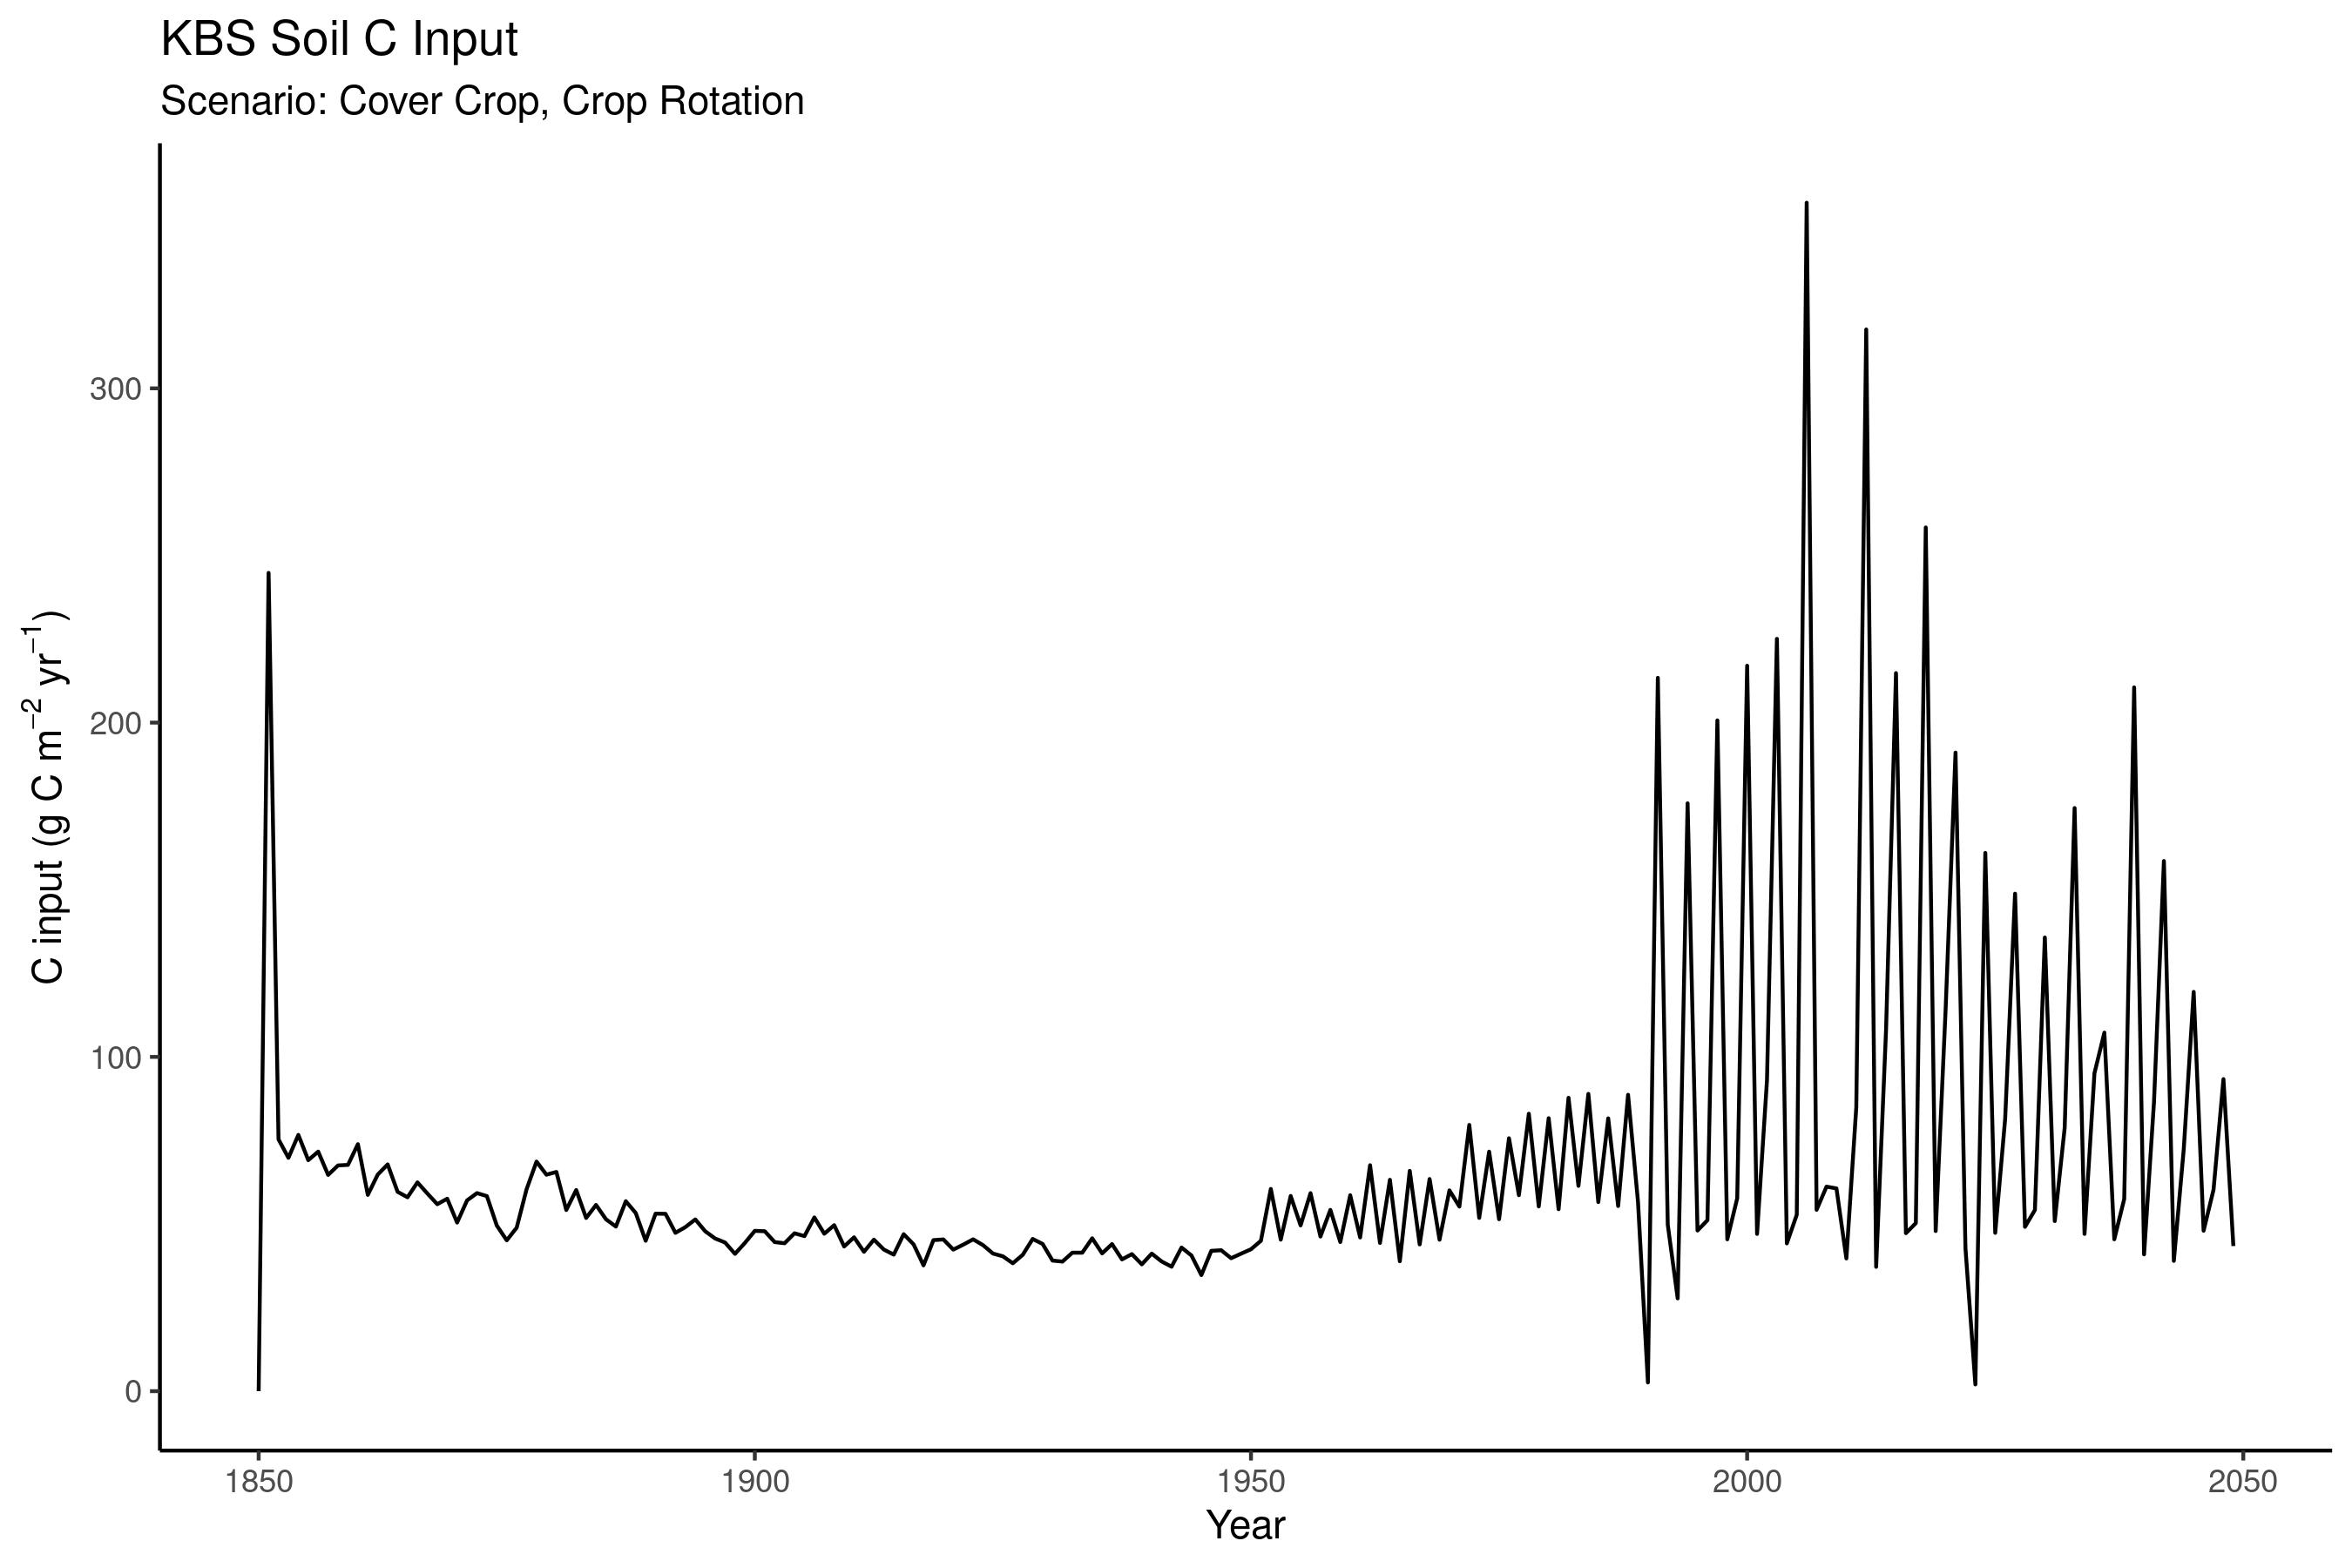 KBS Soil C Input
Scenario: Cover Crop, Crop Rotation
C input (g C m⁻² yr⁻¹)
300
200
100
0
1850 1900 1950 2000 2050
Year